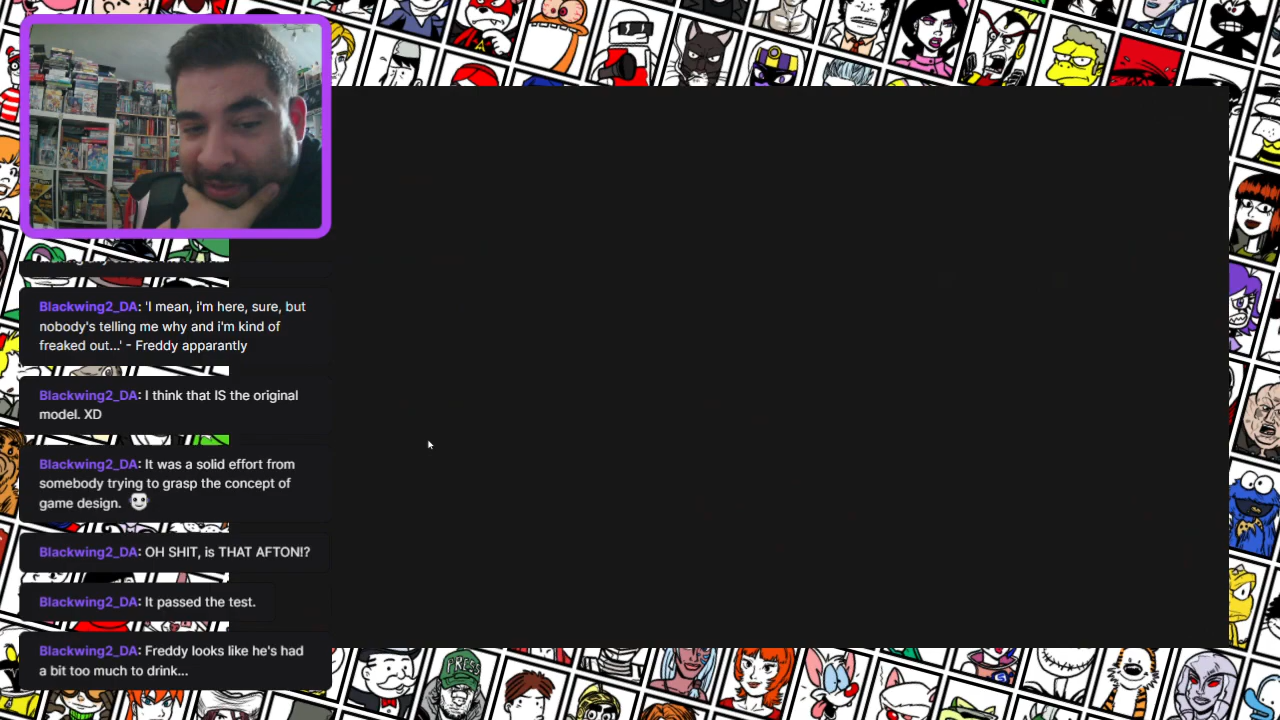 Blackwing2_DA: 'I mean, i'm here, sure, but
nobody's telling me why and i'm kind of
freaked out...' - Freddy apparantly
Blackwing2_DA: I think that IS the original
model. XD
Blackwing2_DA: It was a solid effort from
somebody trying to grasp the concept of
game design.
Blackwing2_DA: OH SHIT, is THAT AFTON!?
Blackwing2_DA: It passed the test.
Blackwing2_DA: Freddy looks like he's had
a bit too much to drink...
PRESS